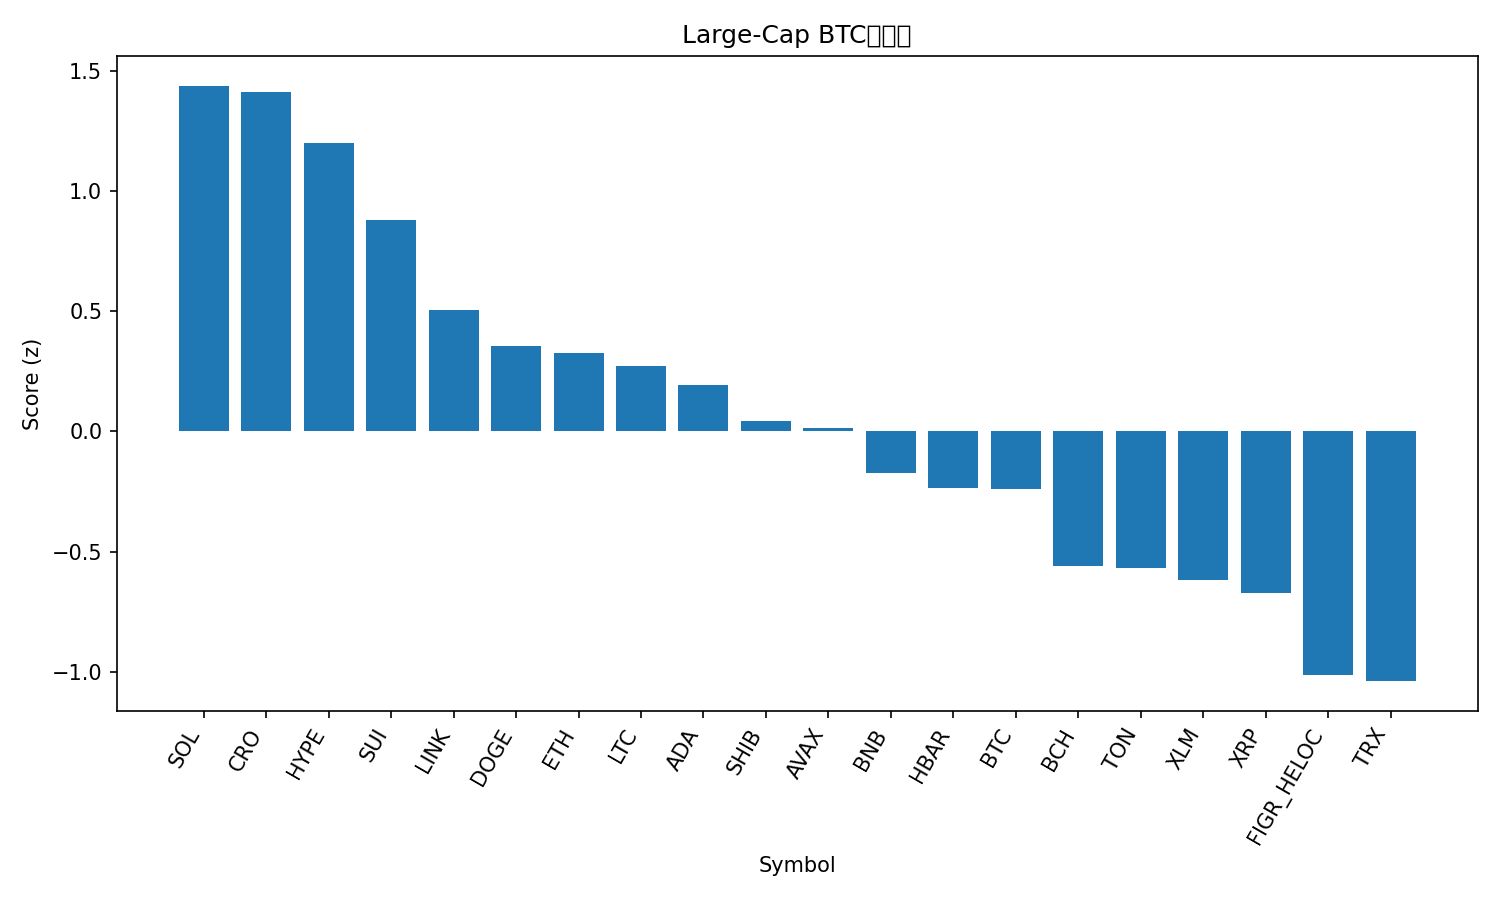 Large-Cap BTC
1.5
1.0
0.5
0.0
−0.5
−1.0
Score (z)
SOL
CRO
HYPE
SUI
LINK
DOGE
ETH
LTC
ADA
SHIB
AVAX
BNB
HBAR
BTC
BCH
TON
XLM
XRP
FIGR_HELOC
TRX
Symbol